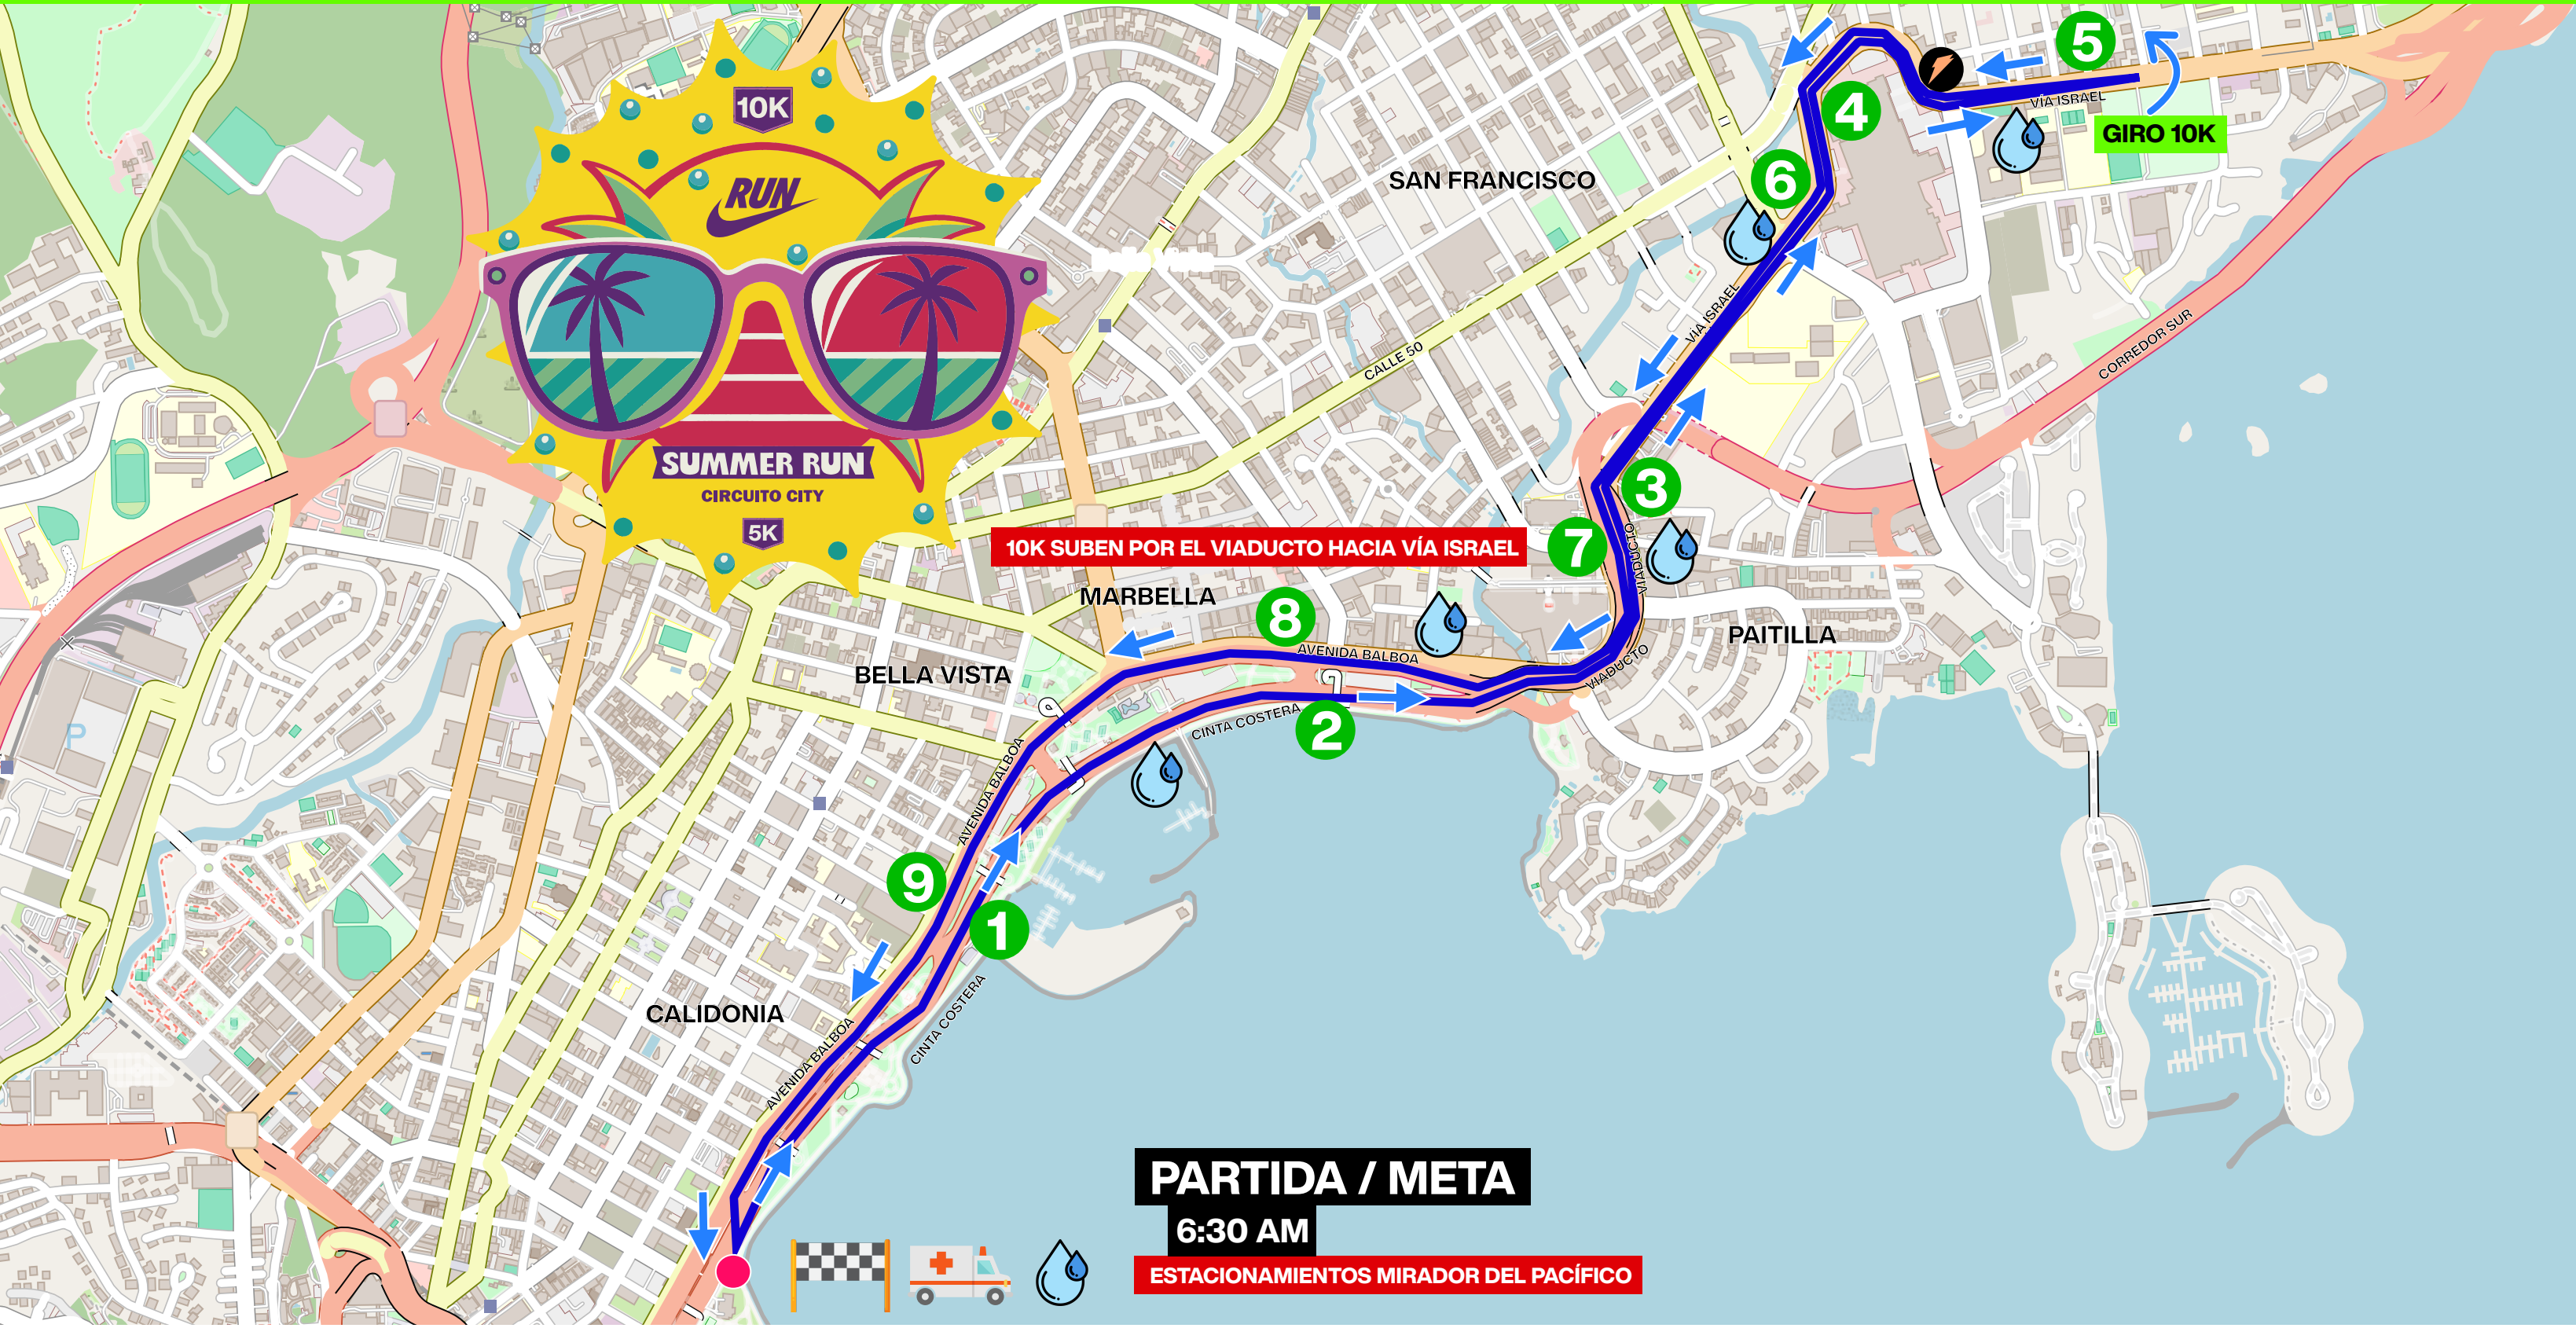 10K
RUN
SUMMER RUN
CIRCUITO CITY
5K
5
VÍA ISRAEL
GIRO 10K
4
6
SAN FRANCISCO
VÍA ISRAEL
CALLE 50
CORREDOR SUR
3
7
VIADUCTO
10K SUBEN POR EL VIADUCTO HACIA VÍA ISRAEL
MARBELLA
8
AVENIDA BALBOA
PAITILLA
VIADUCTO
BELLA VISTA
CINTA COSTERA
2
P
AVENIDA BALBOA
9
1
CALIDONIA
CINTA COSTERA
AVENIDA BALBOA
PARTIDA / META
6:30 AM
ESTACIONAMIENTOS MIRADOR DEL PACÍFICO